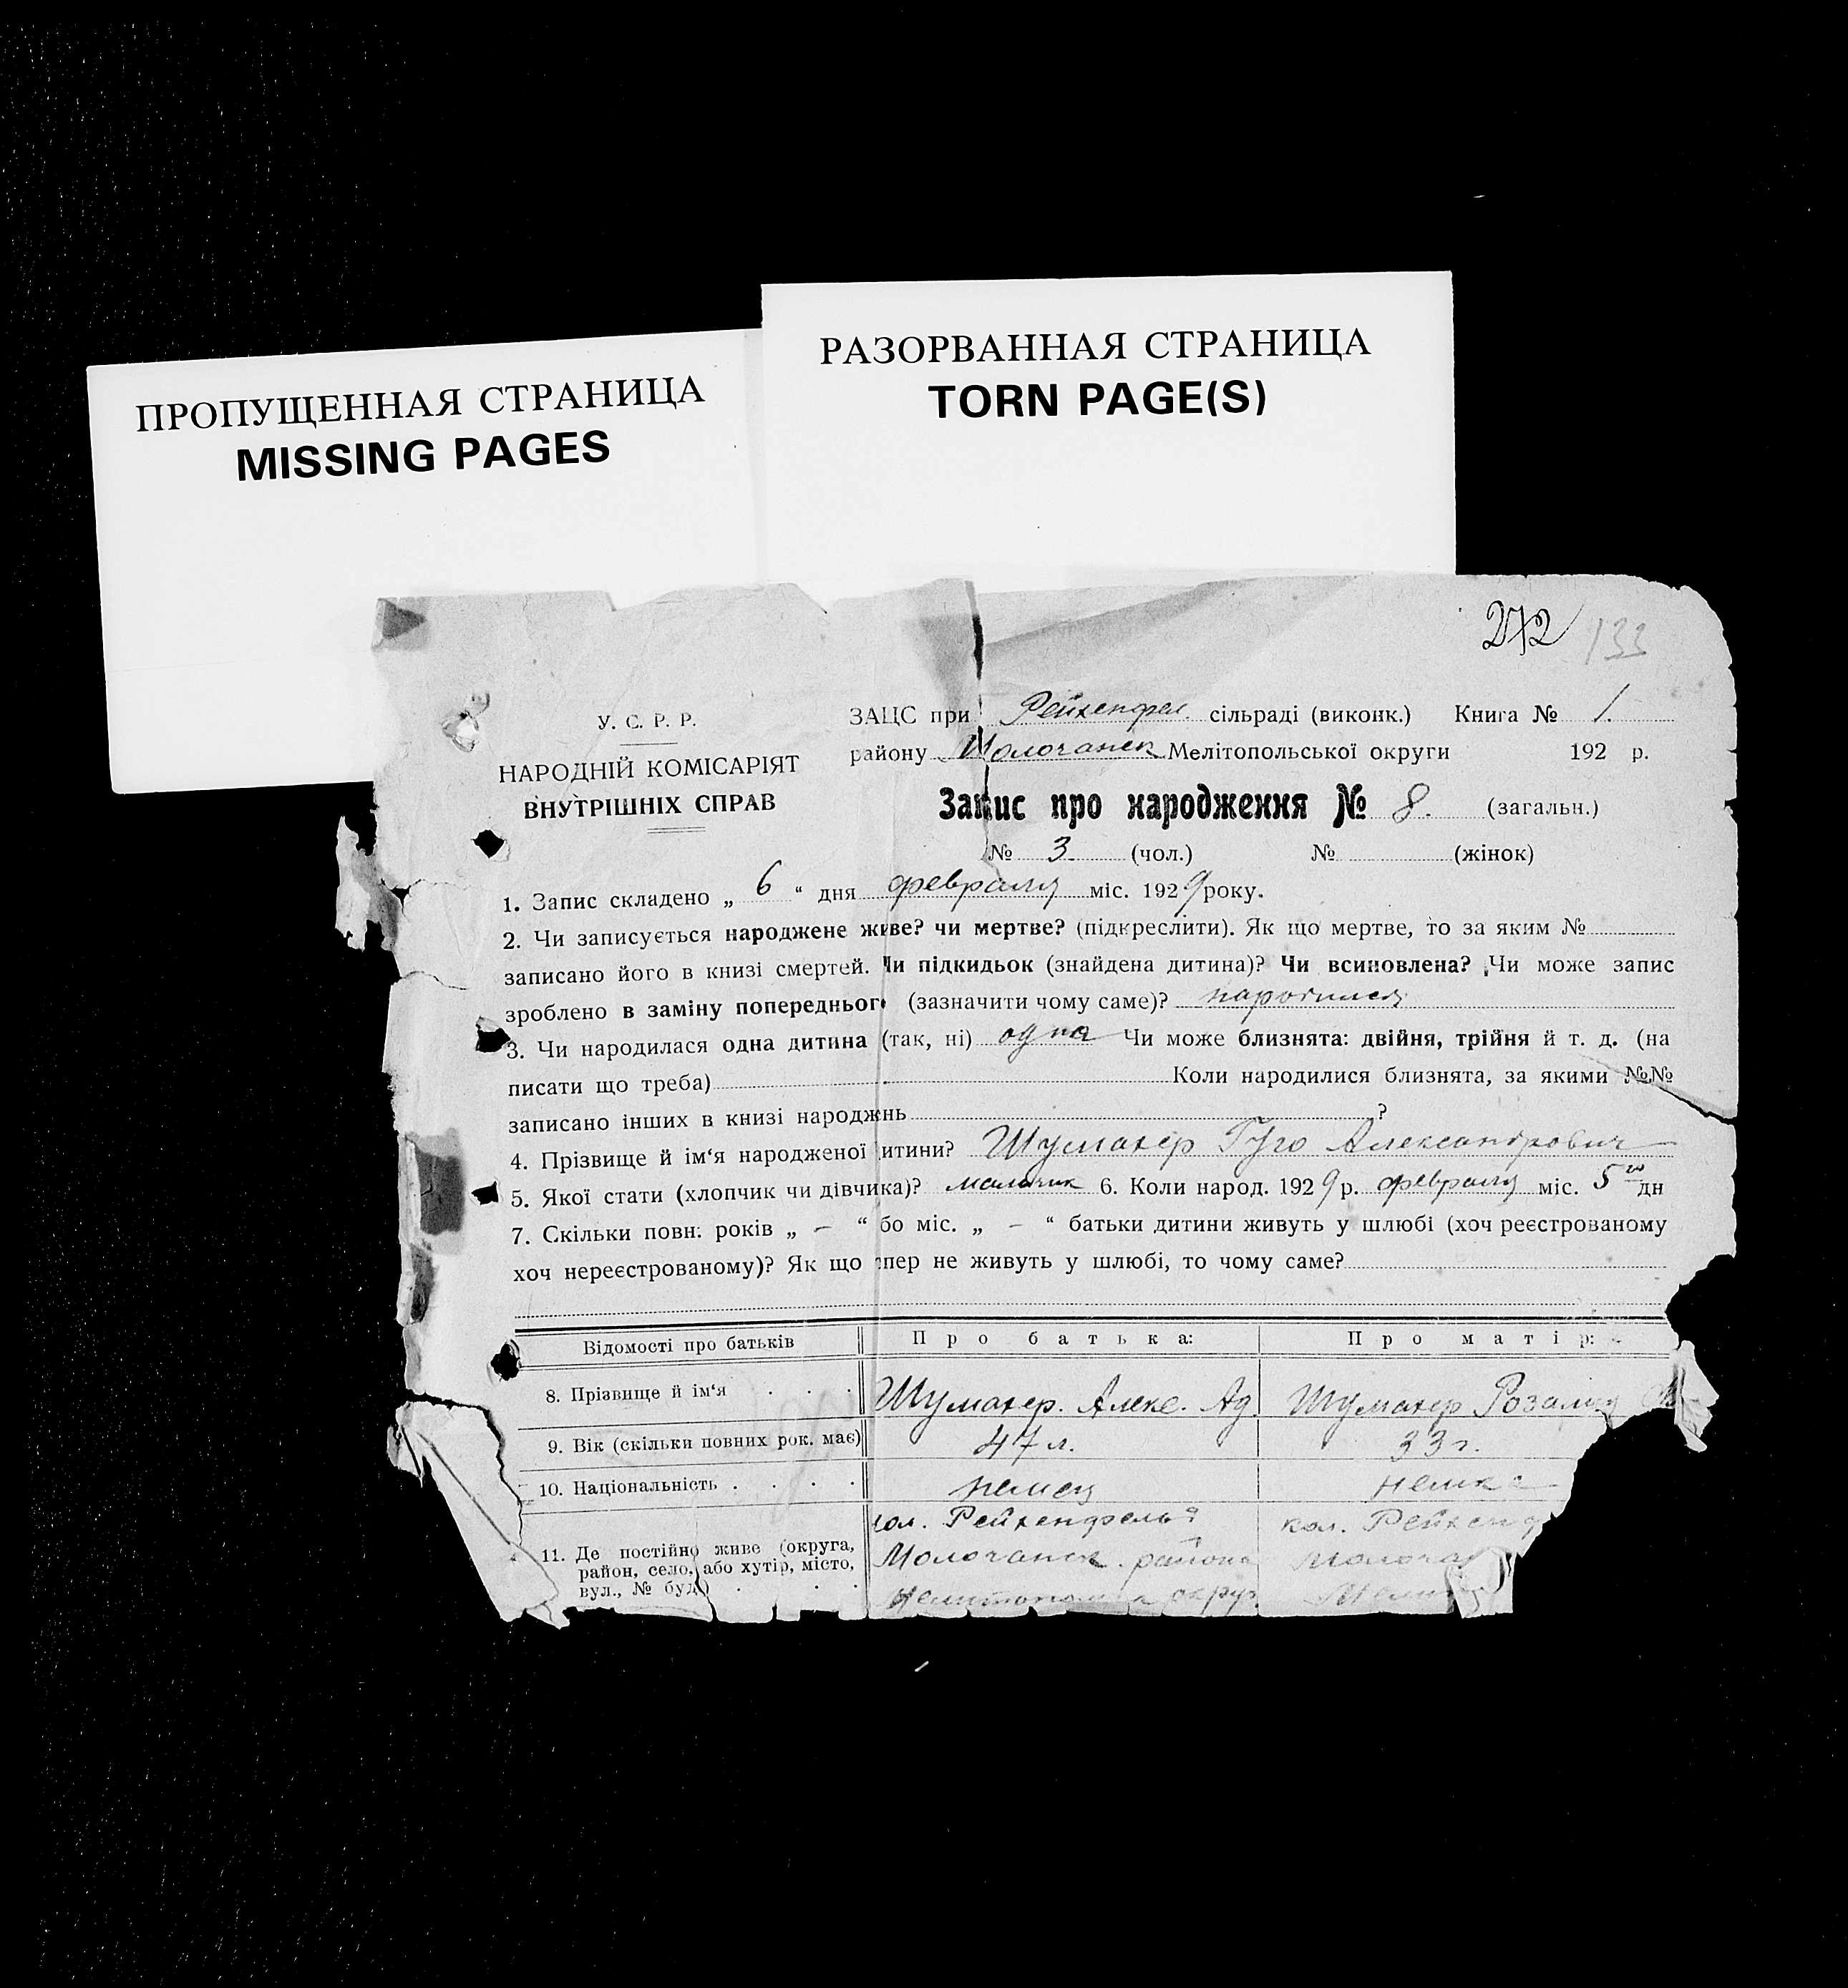 ПРОПУЩЕННАЯ СТРАНИЦА
MISSING PAGES
РАЗОРВАННАЯ СТРАНИЦА
TORN PAGE(S)
272 133
У. С. Р. Р.
НАРОДНІЙ КОМІСАРІЯТ
ВНУТРІШНІХ СПРАВ
ЗАЦС при Рейхенфел. сільраді (виконк.) Книга № 1.
району Молочанск Мелітопольської округи 192 р.
Запис про народження № 8. (загальн.)
№ 3 (чол.) № (жінок)
1. Запис складено „ 6 “ дня февраля міс. 1929 року.
2. Чи записується народжене живе? чи мертве? (підкреслити). Як що мертве, то за яким №
записано його в книзі смертей. Чи підкидьок (знайдена дитина)? Чи всиновлена? Чи може запис
зроблено в заміну попереднього (зазначити чому саме)? народился
3. Чи народилася одна дитина (так, ні) одна Чи може близнята: двійня, трійня й т. д. (на
писати що треба) Коли народилися близнята, за якими №№
записано інших в книзі народжнь ?
4. Прізвище й ім‘я народженої итини? Шумахер Гуго Александрович
5. Якої стати (хлопчик чи дівчика)? мальчик 6. Коли народ. 1929 р. февраля міс. 5 дн
7. Скільки повн. років „ – “ бо міс. „ – “ батьки дитини живуть у шлюбі (хоч реєстрованому
хоч нереєстрованому)? Як що пер не живуть у шлюбі, то чому саме?
Відомості про батьків Про батька: Про матір:
8. Прізвище й ім‘я Шумахер. Алекс. Ад. Шумахер Розалия
9. Вік (скільки повних рок. має) 47 л. 33 г.
10. Національність немец немка
11. Де постійно живе (округа,
район, село, або хутір, місто,
вул., № буд.)
кол. Рейхенфельд
Молочанск. района
Мелитопольска округ.
кол. Рейхенф
Молоча
Мели